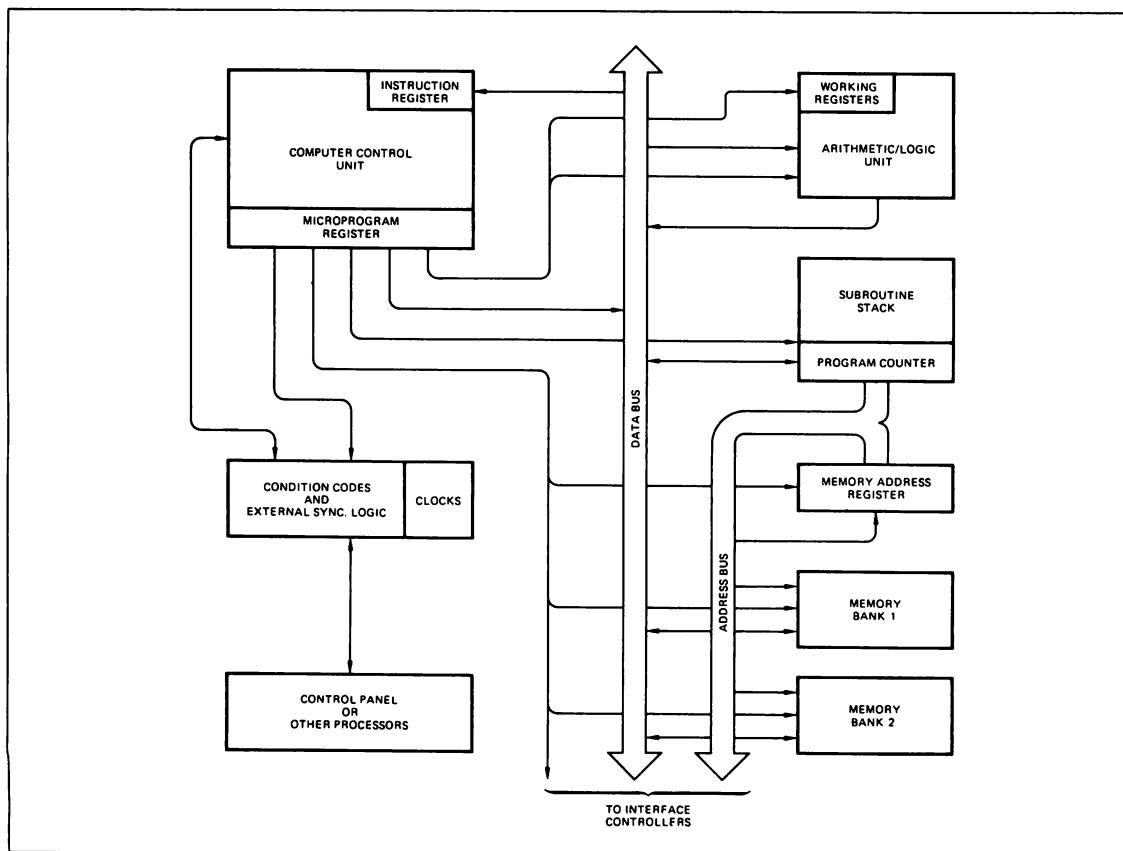 INSTRUCTION
REGISTER
COMPUTER CONTROL
UNIT
MICROPROGRAM
REGISTER
WORKING
REGISTERS
ARITHMETIC/LOGIC
UNIT
SUBROUTINE
STACK
PROGRAM COUNTER
DATA BUS
CONDITION CODES
AND
EXTERNAL SYNC. LOGIC
CLOCKS
MEMORY ADDRESS
REGISTER
ADDRESS BUS
MEMORY
BANK 1
CONTROL PANEL
OR
OTHER PROCESSORS
MEMORY
BANK 2
TO INTERFACE
CONTROLLERS